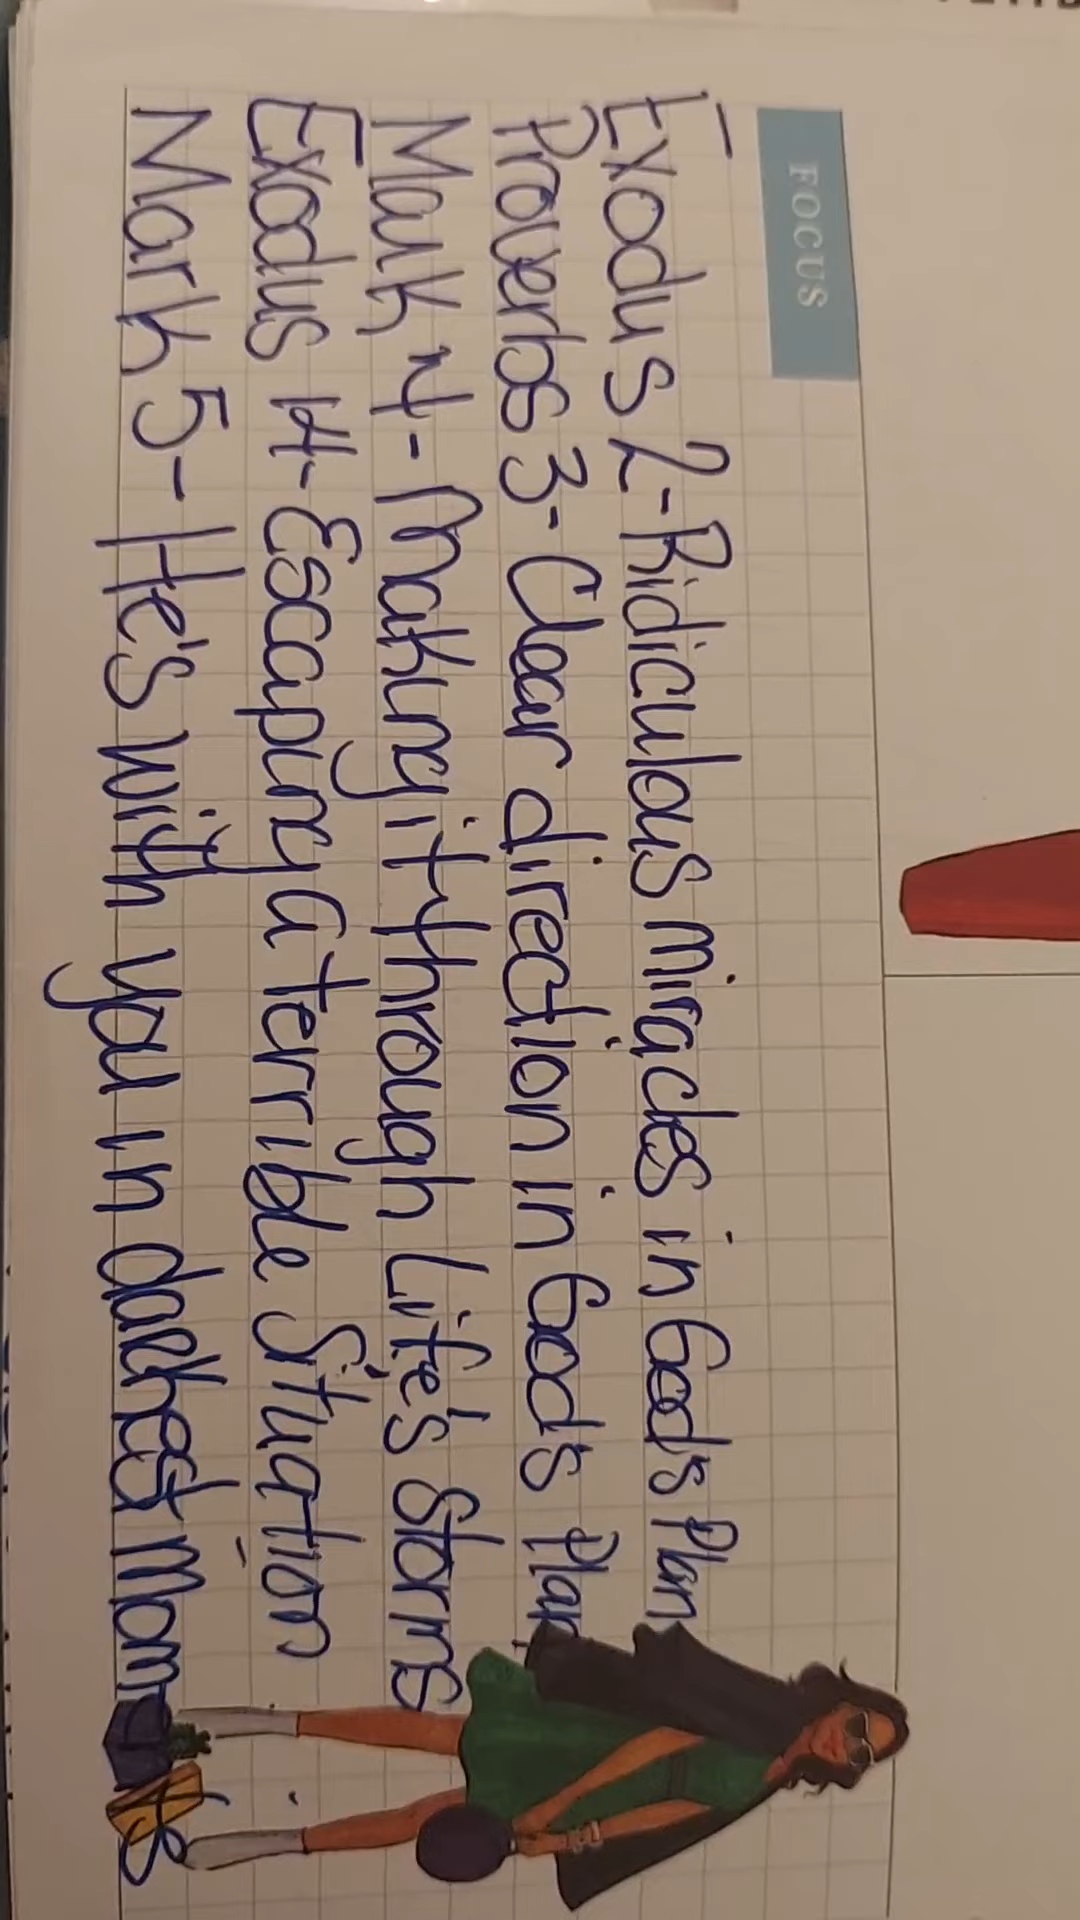 FOCUS
Exodus 2-Ridiculous miracles in God's Plan
Proverbs 3-Clear direction in God's Plan
Mark 4-Making it through Life's Storms
Exodus 14-Escaping a terrible Situation
Mark 5-He's with you in darkest mom